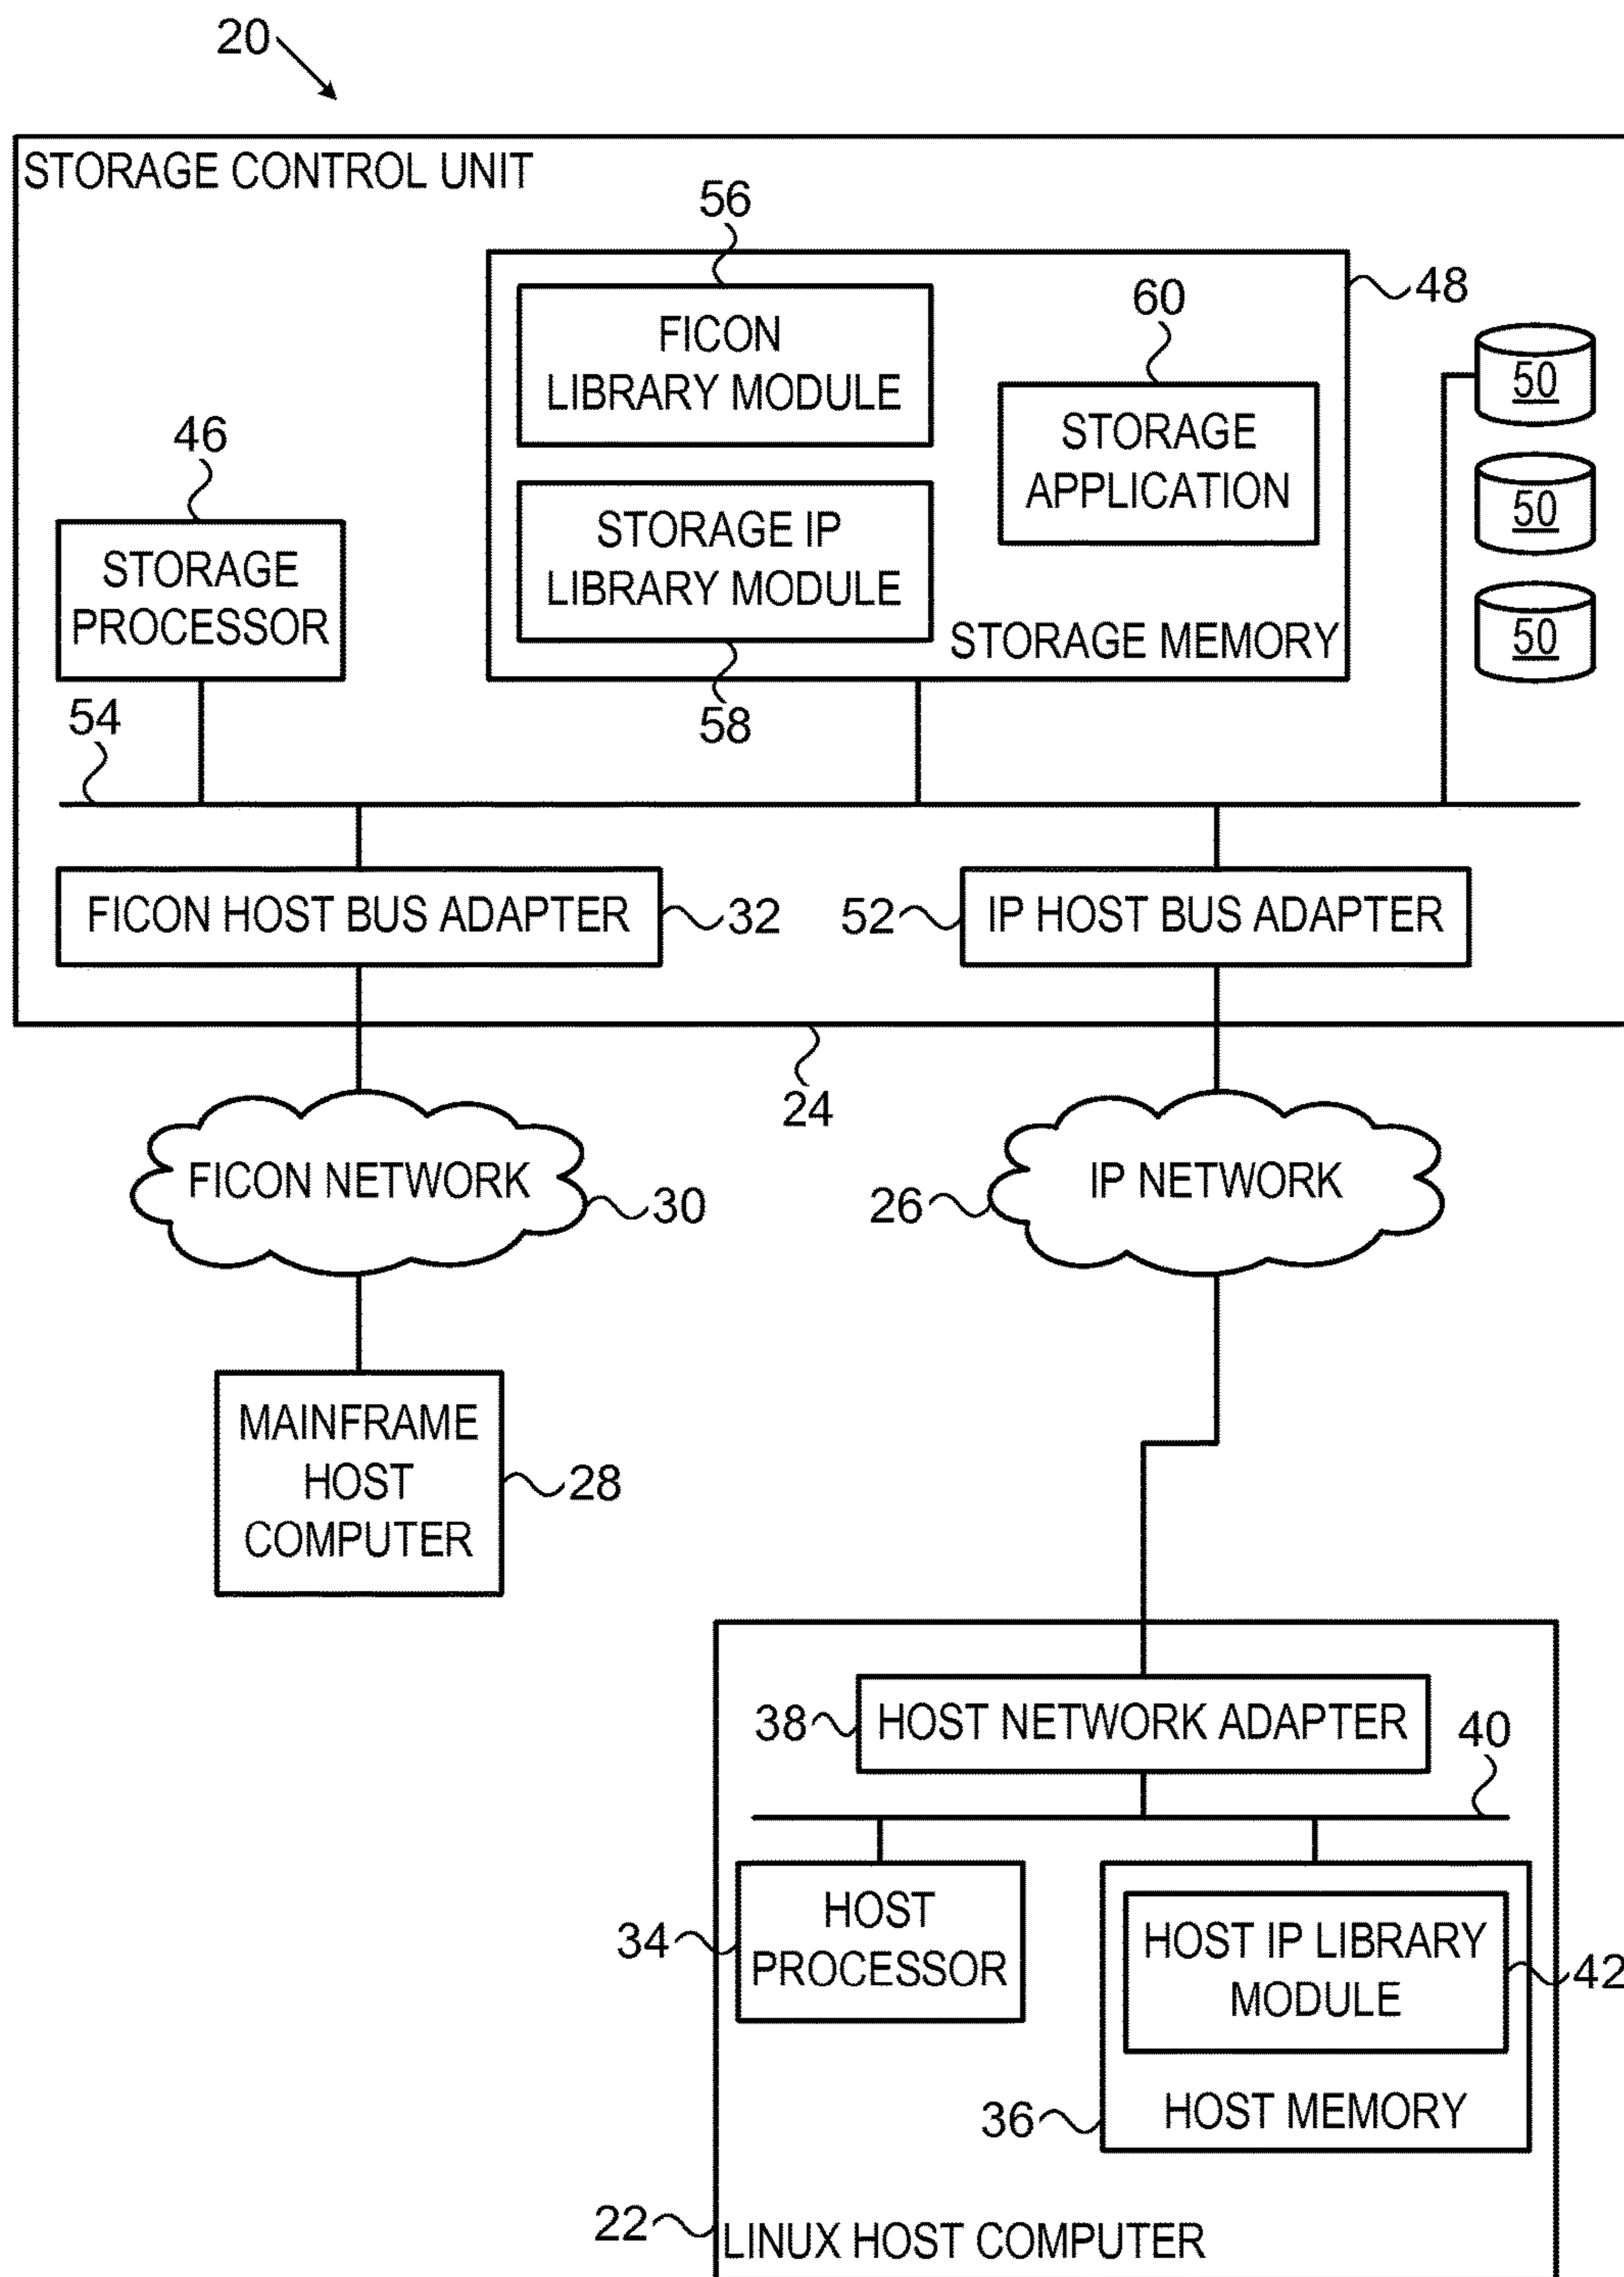 20
STORAGE CONTROL UNIT
56
48
FICON
LIBRARY MODULE
60
STORAGE
APPLICATION
50
50
50
46
STORAGE
PROCESSOR
STORAGE IP
LIBRARY MODULE
STORAGE MEMORY
58
54
FICON HOST BUS ADAPTER
32
52
IP HOST BUS ADAPTER
24
FICON NETWORK
30
26
IP NETWORK
MAINFRAME
HOST
COMPUTER
28
38
HOST NETWORK ADAPTER
40
34
HOST
PROCESSOR
HOST IP LIBRARY
MODULE
42
36
HOST MEMORY
22
LINUX HOST COMPUTER